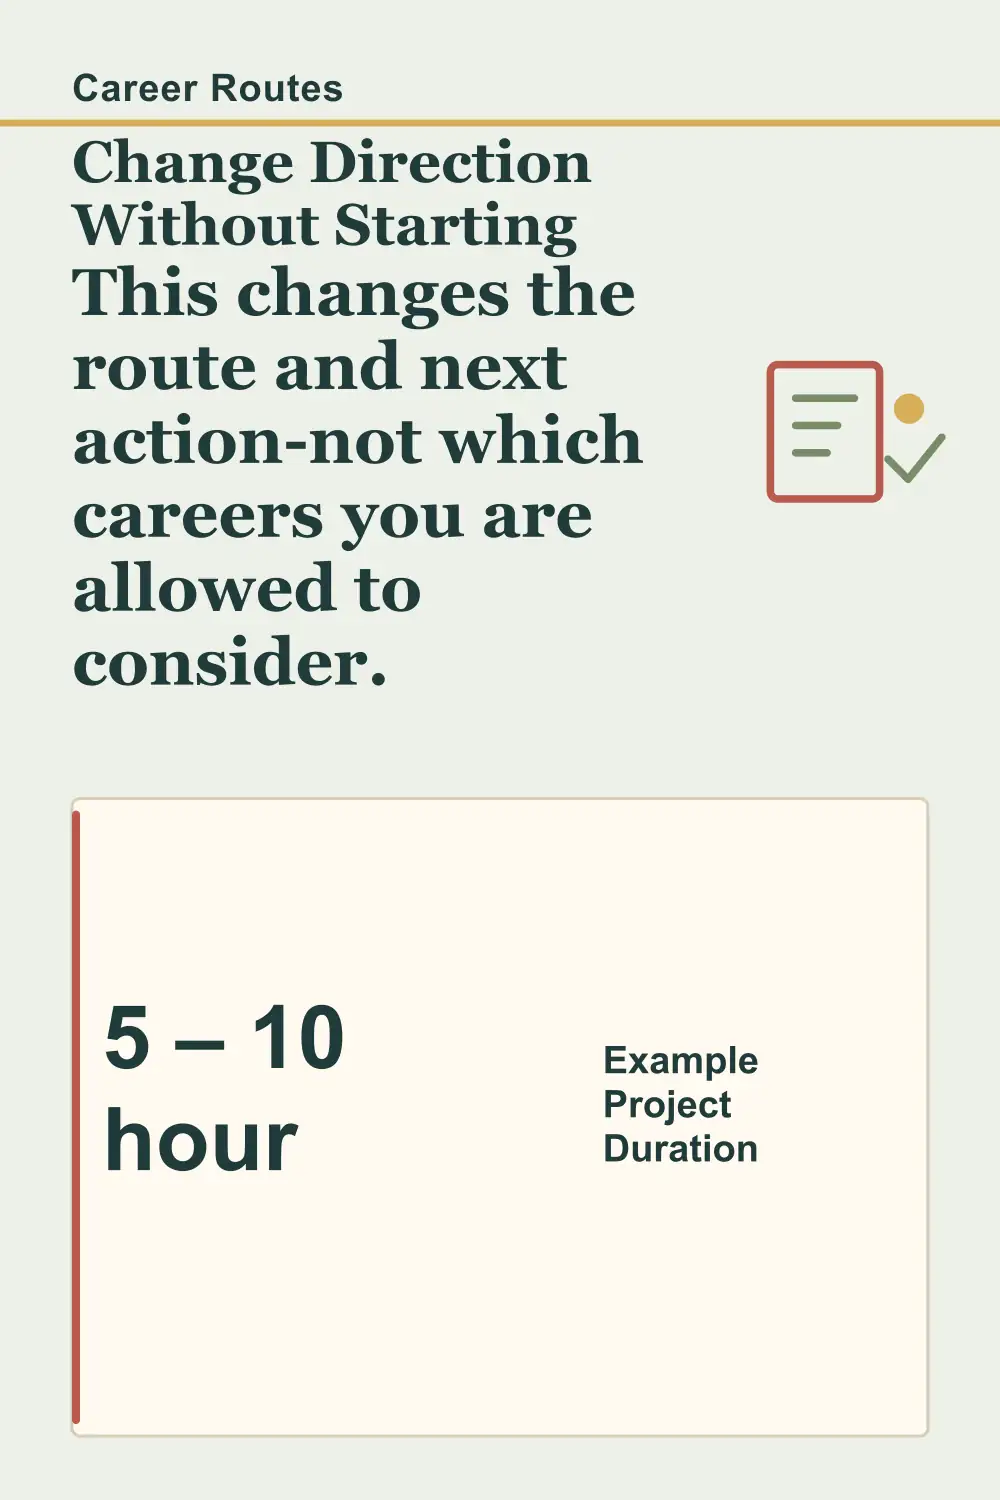 Career Routes
Change Direction
Without Starting
This changes the
route and next
action-not which
careers you are
allowed to
consider.
5 – 10
hour
Example
Project
Duration